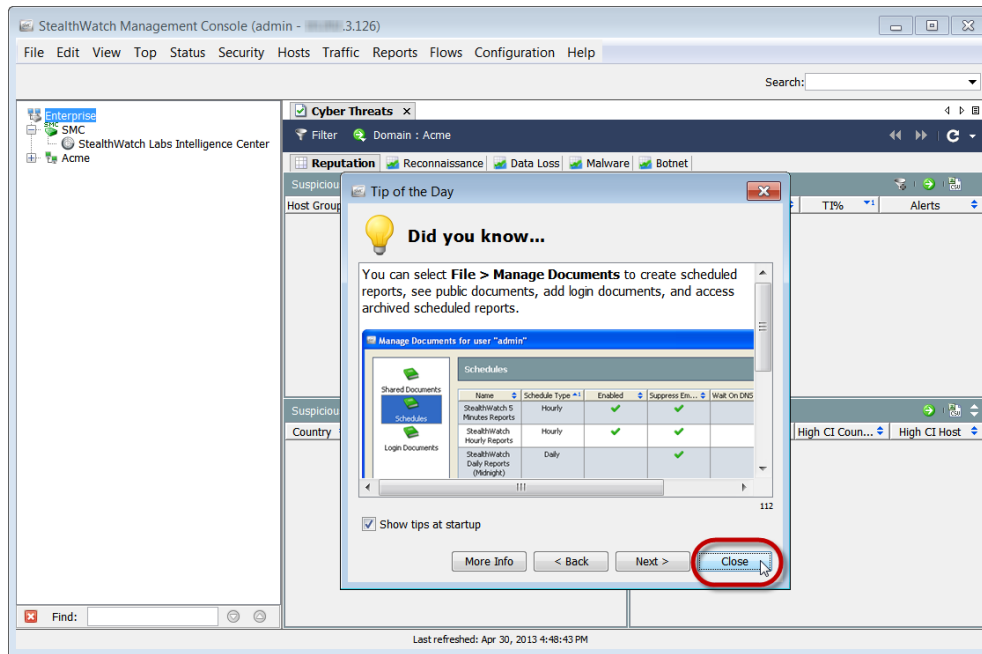 StealthWatch Management Console (admin - .3.126)
File Edit View Top Status Security Hosts Traffic Reports Flows Configuration Help
Search:
Enterprise
SMC
SMC
StealthWatch Labs Intelligence Center
Acme
Cyber Threats
Filter Domain : Acme
Reputation Reconnaissance Data Loss Malware Botnet
CSV
Host Group TI% 1 Alerts
Tip of the Day
Did you know...
You can select File > Manage Documents to create scheduled
reports, see public documents, add login documents, and access
archived scheduled reports.
Manage Documents for user "admin"
Shared Documents
Schedules
Login Documents
Schedules
Name Schedule Type 1 Enabled Suppress Em... Wait On DNS
StealthWatch 5
Minutes Reports Hourly
StealthWatch
Hourly Reports Hourly
StealthWatch
Daily Reports
(Midnight) Daily
112
Show tips at startup
More Info < Back Next > Close
CSV
Country High CI Coun... High CI Host
Find:
Last refreshed: Apr 30, 2013 4:48:43 PM